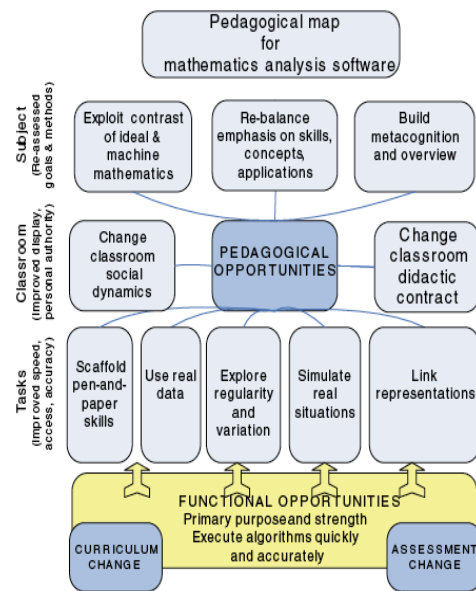 Pedagogical map
for
mathematics analysis software
Subject
(Re-assessed
goals & methods)
Exploit contrast
of ideal &
machine
mathematics
Re-balance
emphasis on skills,
concepts,
applications
Build
metacognition
and overview
Classroom
(Improved display,
personal authority)
Change
classroom
social
dynamics
PEDAGOGICAL
OPPORTUNITIES
Change
classroom
didactic
contract
Tasks
(Improved speed,
access, accuracy)
Scaffold
pen-and-
paper
skills
Use real
data
Explore
regularity
and
variation
Simulate
real
situations
Link
representations
FUNCTIONAL OPPORTUNITIES
Primary purposeand strength
Execute algorithms quickly
and accurately
CURRICULUM
CHANGE
ASSESSMENT
CHANGE